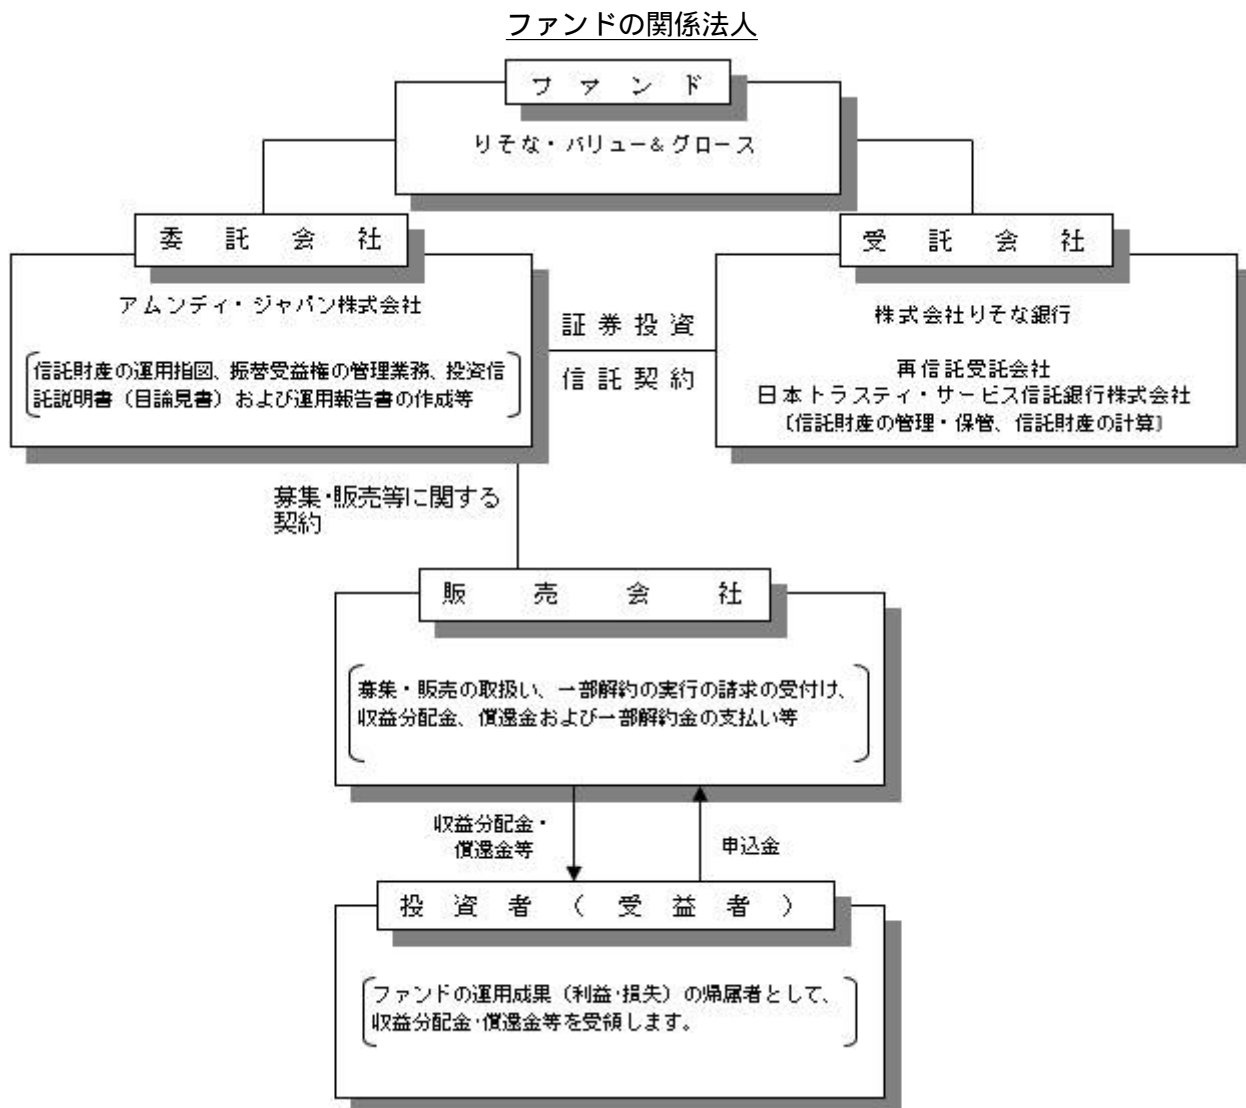 ファンドの関係法人
ファンド
りそな・バリュー&グロース
委託会社
アムンディ・ジャパン株式会社
信託財産の運用指図、振替受益権の管理業務、投資信
託説明書（目論見書）および運用報告書の作成等
証券投資
信託契約
受託会社
株式会社りそな銀行
再信託受託会社
日本トラスティ・サービス信託銀行株式会社
〔信託財産の管理・保管、信託財産の計算〕
募集・販売等に関する
契約
販売会社
募集・販売の取扱い、一部解約の実行の請求の受付け、
収益分配金、償還金および一部解約金の支払い等
収益分配金・
償還金等
申込金
投資者（受益者）
ファンドの運用成果（利益・損失）の帰属者として、
収益分配金・償還金等を受領します。